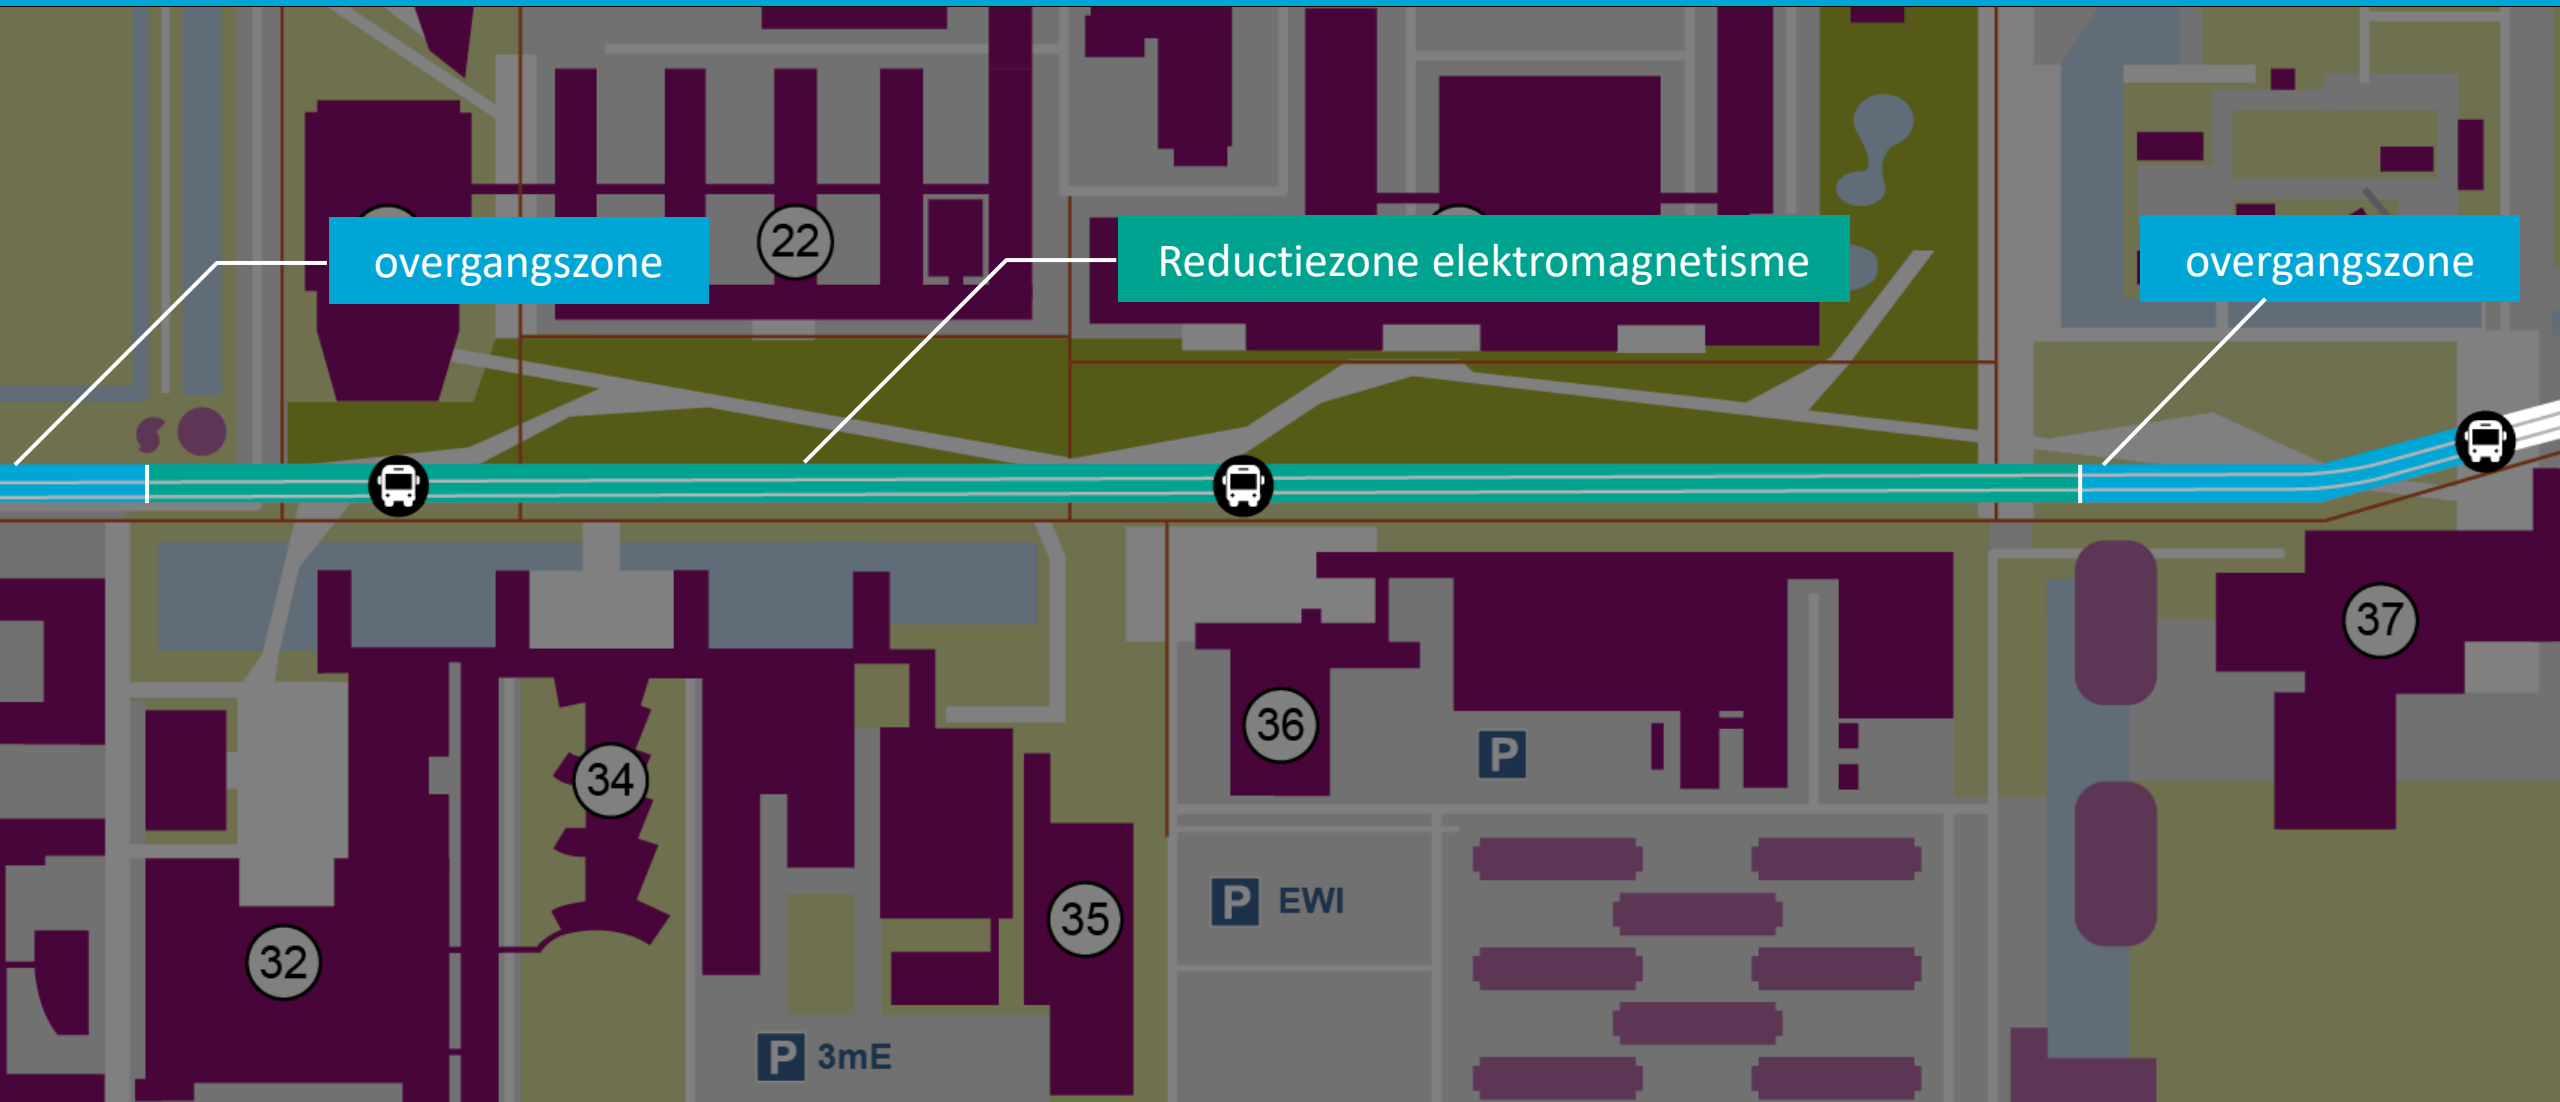 22
overgangszone
Reductiezone elektromagnetisme
overgangszone
37
36
P
34
P EWI
35
32
P 3mE